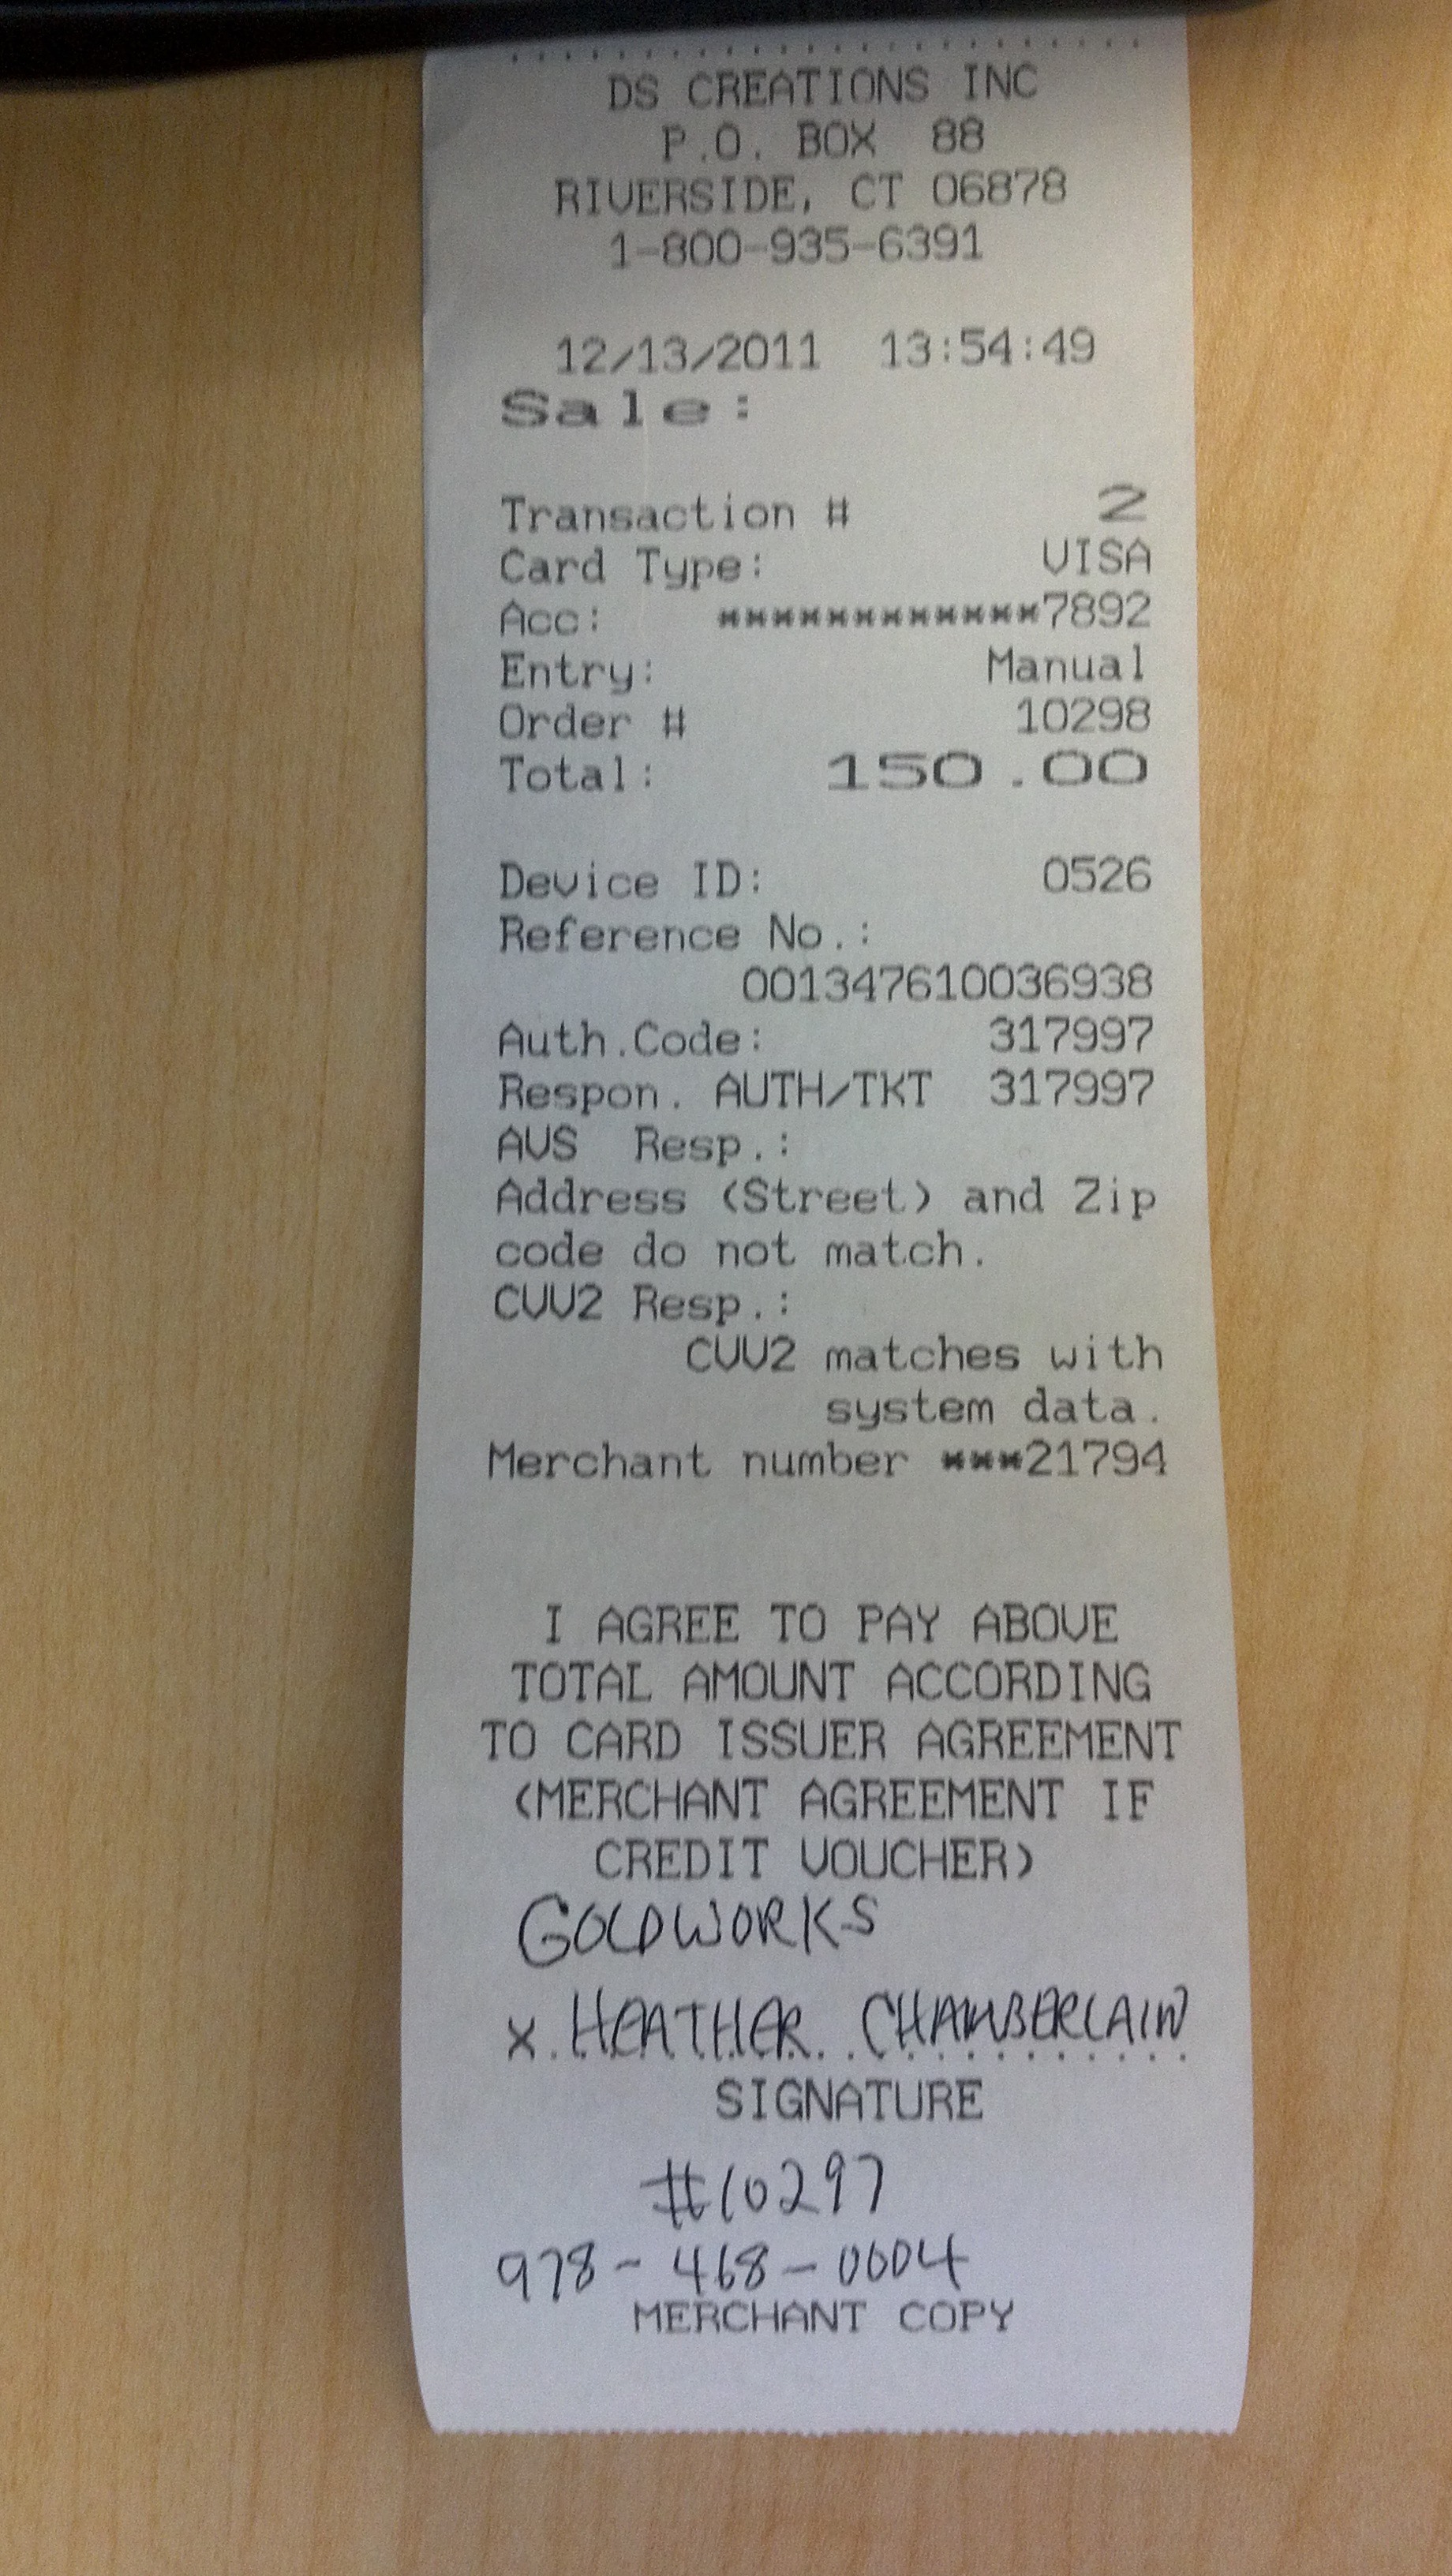 DS CREATIONS INC
P.O. BOX 88
RIVERSIDE, CT 06878
1-800-935-6391
12/13/2011 13:54:49
Sale:
Transaction # 2
Card Type: VISA
Acc: ************7892
Entry: Manual
Order # 10298
Total: 150.00
Device ID: 0526
Reference No.:
001347610036938
Auth.Code: 317997
Respon. AUTH/TKT 317997
AVS Resp.:
Address (Street) and Zip
code do not match.
CVV2 Resp.:
CVV2 matches with
system data.
Merchant number ***21794
I AGREE TO PAY ABOVE
TOTAL AMOUNT ACCORDING
TO CARD ISSUER AGREEMENT
(MERCHANT AGREEMENT IF
CREDIT VOUCHER)
GOLDWORKS
x HEATHER CHAMBERLAIN
SIGNATURE
#10297
978-468-0604
MERCHANT COPY